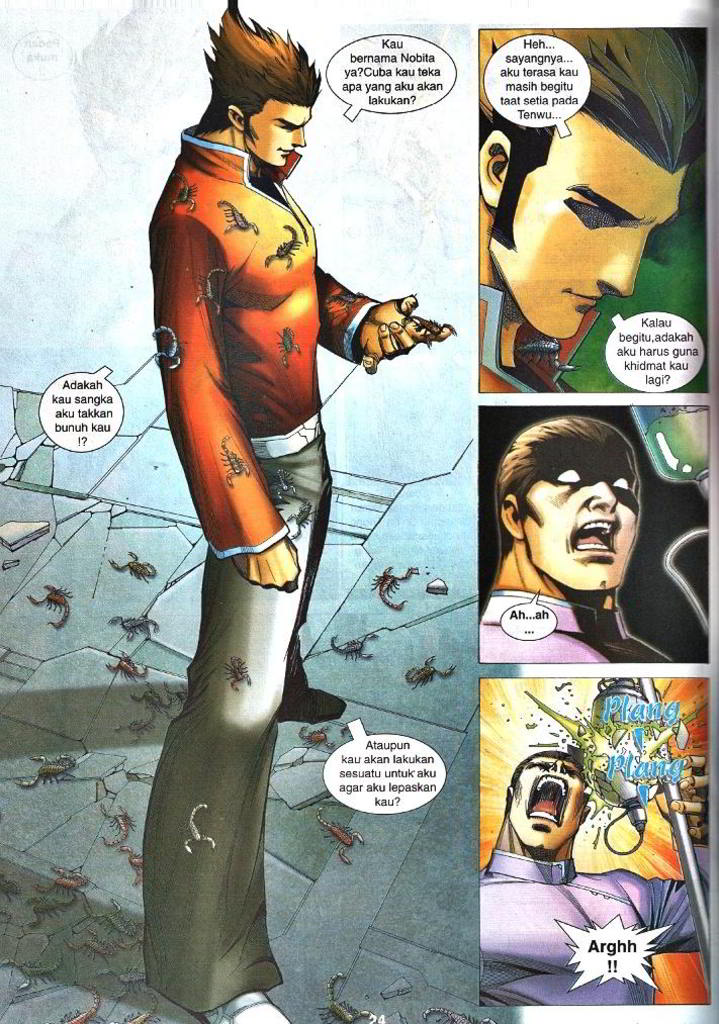 Kau
bernama Nobita
ya?Cuba kau teka
apa yang aku akan
lakukan?
Adakah
kau sangka
aku takkan
bunuh kau
!?
Ataupun
kau akan lakukan
sesuatu untuk aku
agar aku lepaskan
kau?
Heh...
sayangnya...
aku terasa kau
masih begitu
taat setia pada
Tenwu...
Kalau
begitu,adakah
aku harus guna
khidmat kau
lagi?
Ah...ah
...
Plang
!
Plang
!
Arghh
!!
24